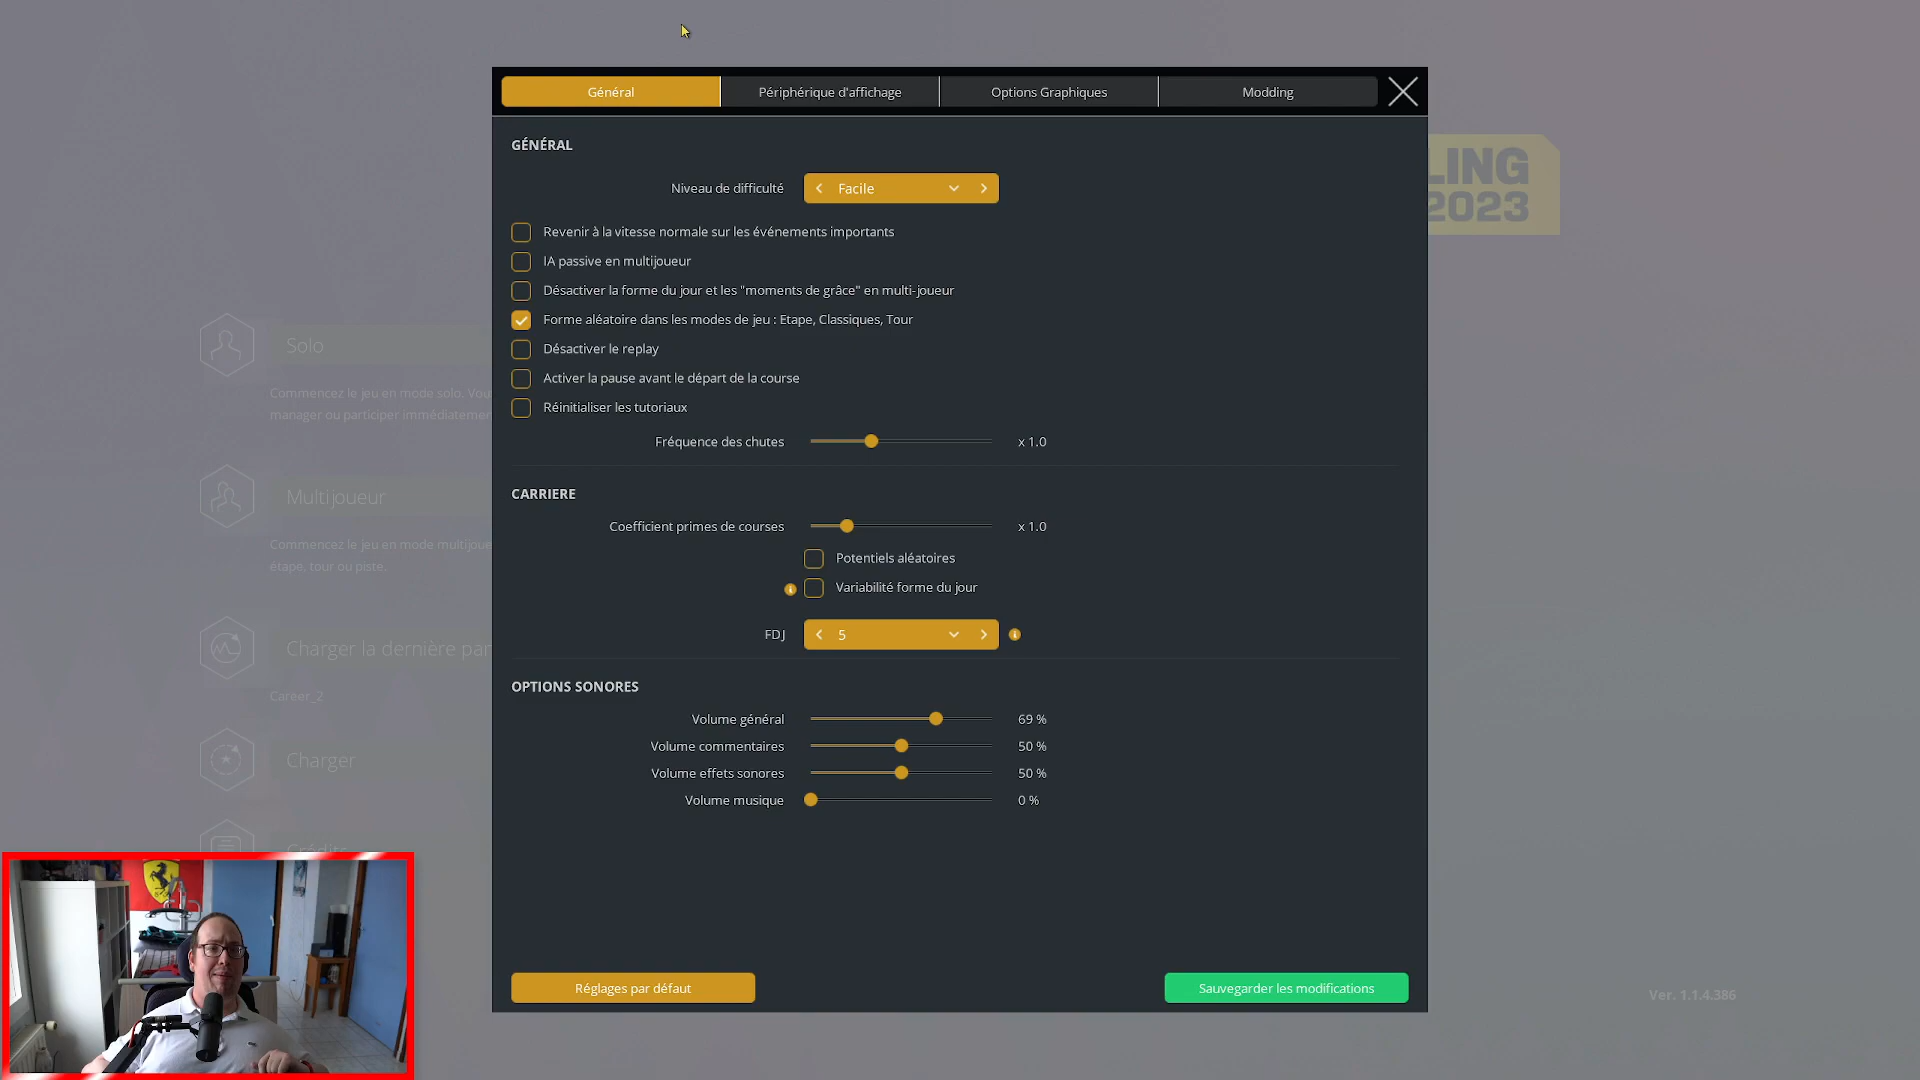 Général
Périphérique d'affichage
Options Graphiques
Modding
GÉNÉRAL
Niveau de difficulté
Facile
Revenir à la vitesse normale sur les événements importants
IA passive en multijoueur
Désactiver la forme du jour et les "moments de grâce" en multi-joueur
Forme aléatoire dans les modes de jeu : Etape, Classiques, Tour
Désactiver le replay
Activer la pause avant le départ de la course
Réinitialiser les tutoriaux
Fréquence des chutes
x 1.0
CARRIERE
Coefficient primes de courses
x 1.0
Potentiels aléatoires
Variabilité forme du jour
FDJ
5
OPTIONS SONORES
Volume général
69 %
Volume commentaires
50 %
Volume effets sonores
50 %
Volume musique
0 %
Réglages par défaut
Sauvegarder les modifications
LING
2023
Solo
Commencez le jeu en mode solo.
manager ou participer
Multijoueur
Commencez le jeu en mode
étape, tour ou piste.
Charger la dernière
Career_2
Charger
Crédits
Ver. 1.1.4.386